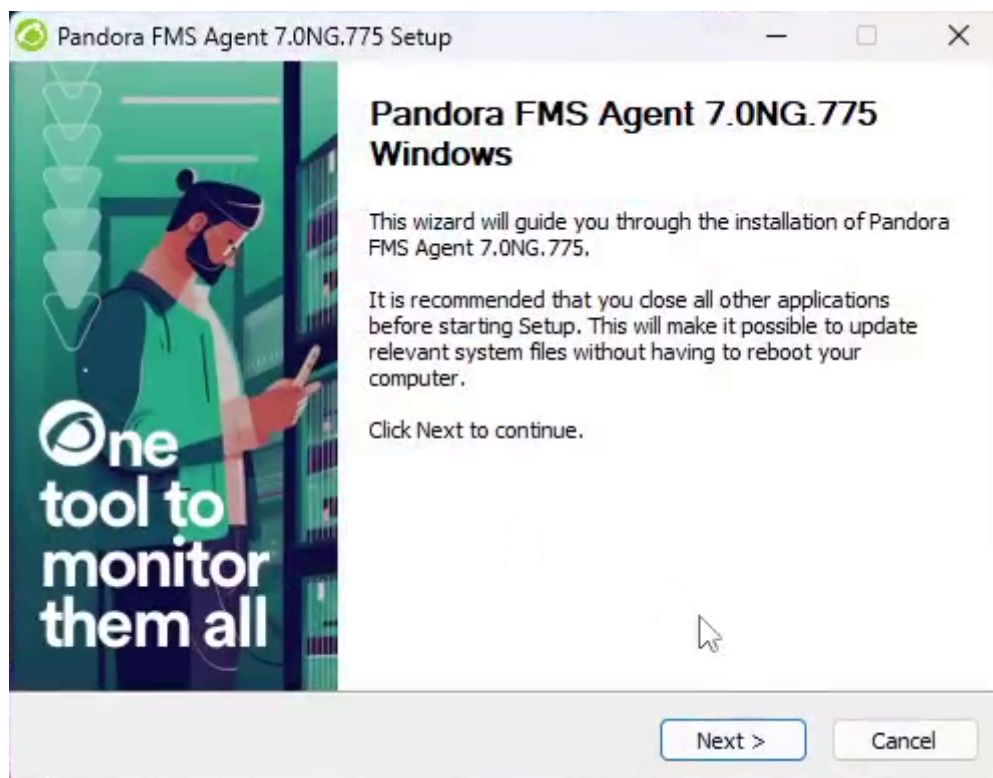 Pandora FMS Agent 7.0NG.775 Setup
Pandora FMS Agent 7.0NG.775
Windows
This wizard will guide you through the installation of Pandora
FMS Agent 7.0NG.775.
It is recommended that you close all other applications
before starting Setup. This will make it possible to update
relevant system files without having to reboot your
computer.
Click Next to continue.
One
tool to
monitor
them all
Next >
Cancel